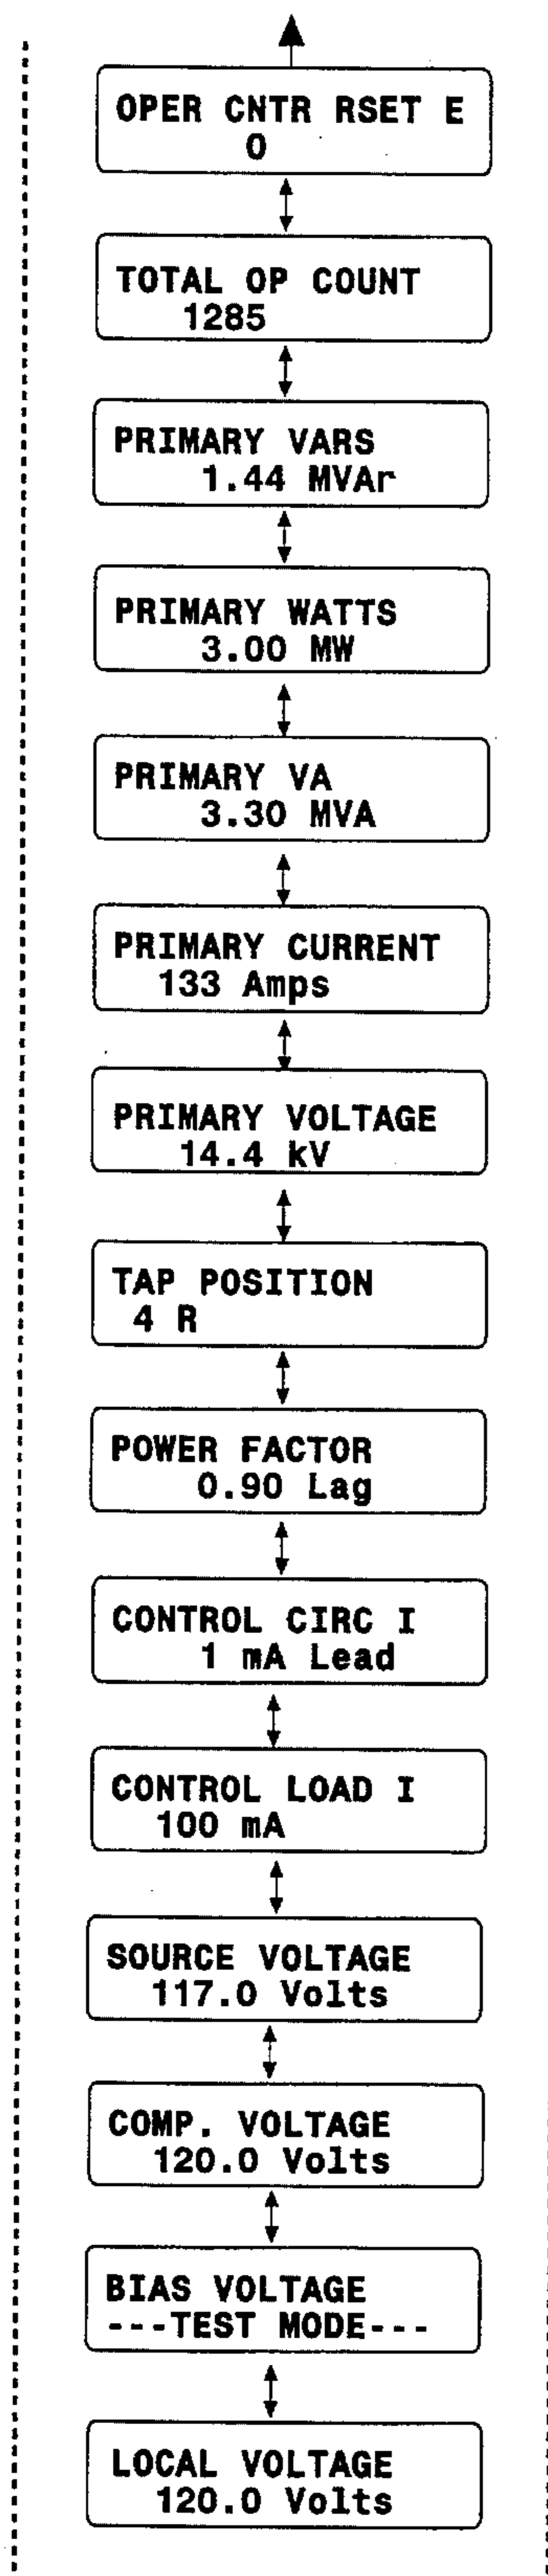 OPER CNTR RSET E
0
TOTAL OP COUNT
1285
PRIMARY VARS
1.44 MVAr
PRIMARY WATTS
3.00 MW
PRIMARY VA
3.30 MVA
PRIMARY CURRENT
133 Amps
PRIMARY VOLTAGE
14.4 kV
TAP POSITION
4 R
POWER FACTOR
0.90 Lag
CONTROL CIRC I
1 mA Lead
CONTROL LOAD I
100 mA
SOURCE VOLTAGE
117.0 Volts
COMP. VOLTAGE
120.0 Volts
BIAS VOLTAGE
---TEST MODE---
LOCAL VOLTAGE
120.0 Volts